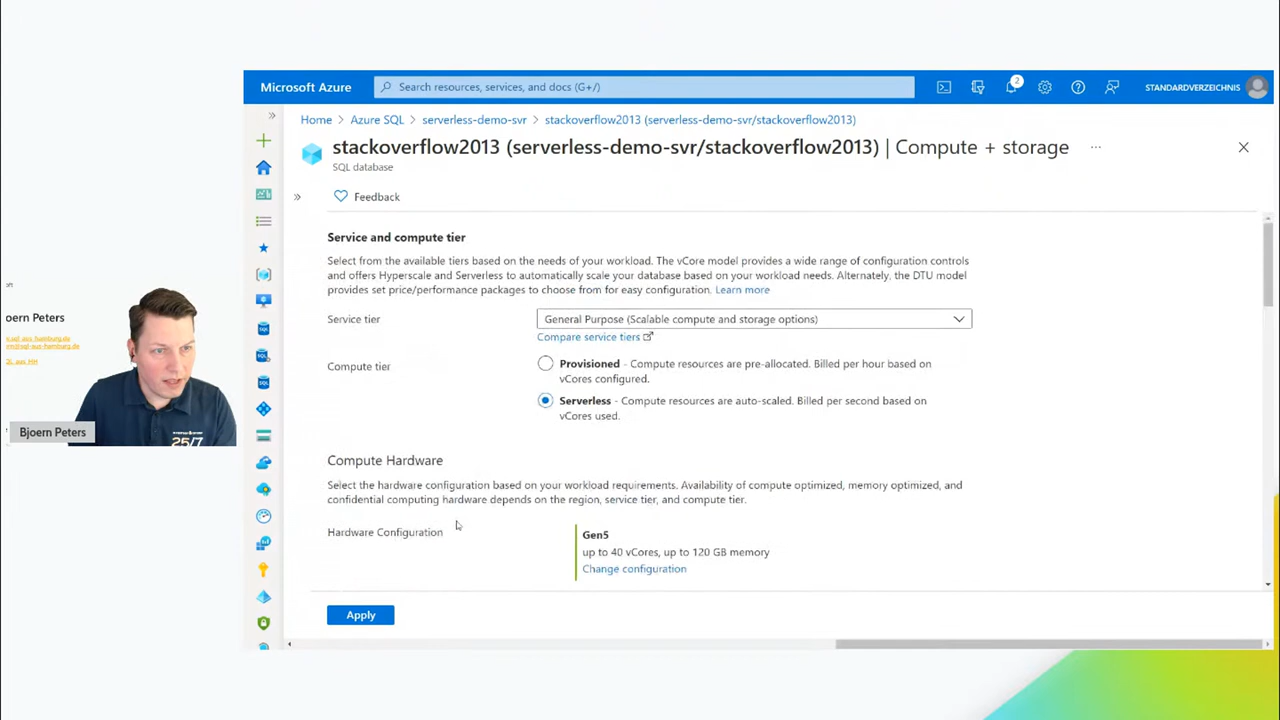 Microsoft Azure
Search resources, services, and docs (G+/)
2
STANDARDVERZEICHNIS
Home > Azure SQL > serverless-demo-svr > stackoverflow2013 (serverless-demo-svr/stackoverflow2013)
stackoverflow2013 (serverless-demo-svr/stackoverflow2013) | Compute + storage ...
SQL database
Feedback
Service and compute tier
Select from the available tiers based on the needs of your workload. The vCore model provides a wide range of configuration controls
and offers Hyperscale and Serverless to automatically scale your database based on your workload needs. Alternately, the DTU model
provides set price/performance packages to choose from for easy configuration. Learn more
Service tier
General Purpose (Scalable compute and storage options)
Compare service tiers
Compute tier
Provisioned - Compute resources are pre-allocated. Billed per hour based on
vCores configured.
Serverless - Compute resources are auto-scaled. Billed per second based on
vCores used.
Compute Hardware
Select the hardware configuration based on your workload requirements. Availability of compute optimized, memory optimized, and
confidential computing hardware depends on the region, service tier, and compute tier.
Hardware Configuration
Gen5
up to 40 vCores, up to 120 GB memory
Change configuration
Apply
oern Peters
Bjoern Peters
25/7